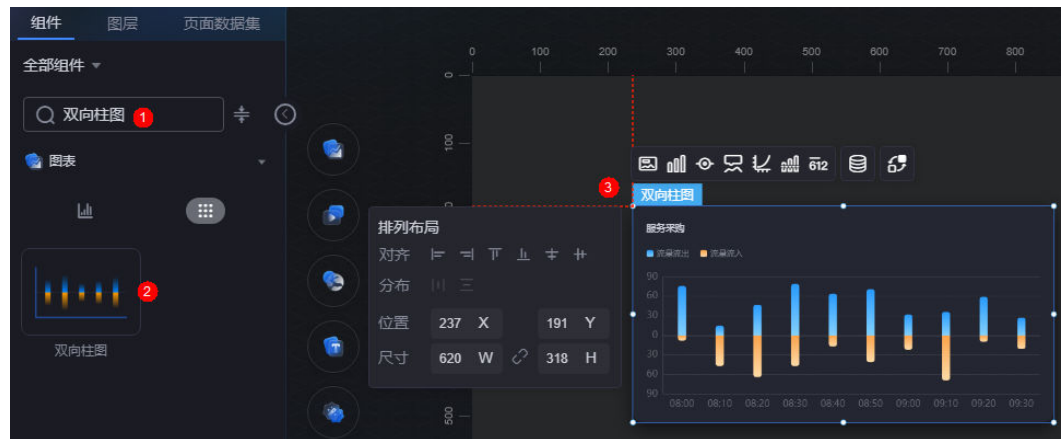 组件 图层 页面数据集
全部组件
双向柱图 1
图表
2
双向柱图
0 100 200 300 400 500 600 700 800
0
100
500
612
3
双向柱图
排列布局
对齐
分布
位置 237 X 191 Y
尺寸 620 W 318 H
服务采购
流量流出 流量流入
90
60
30
0
30
60
90
08:00 08:10 08:20 08:30 08:40 08:50 09:00 09:10 09:20 09:30